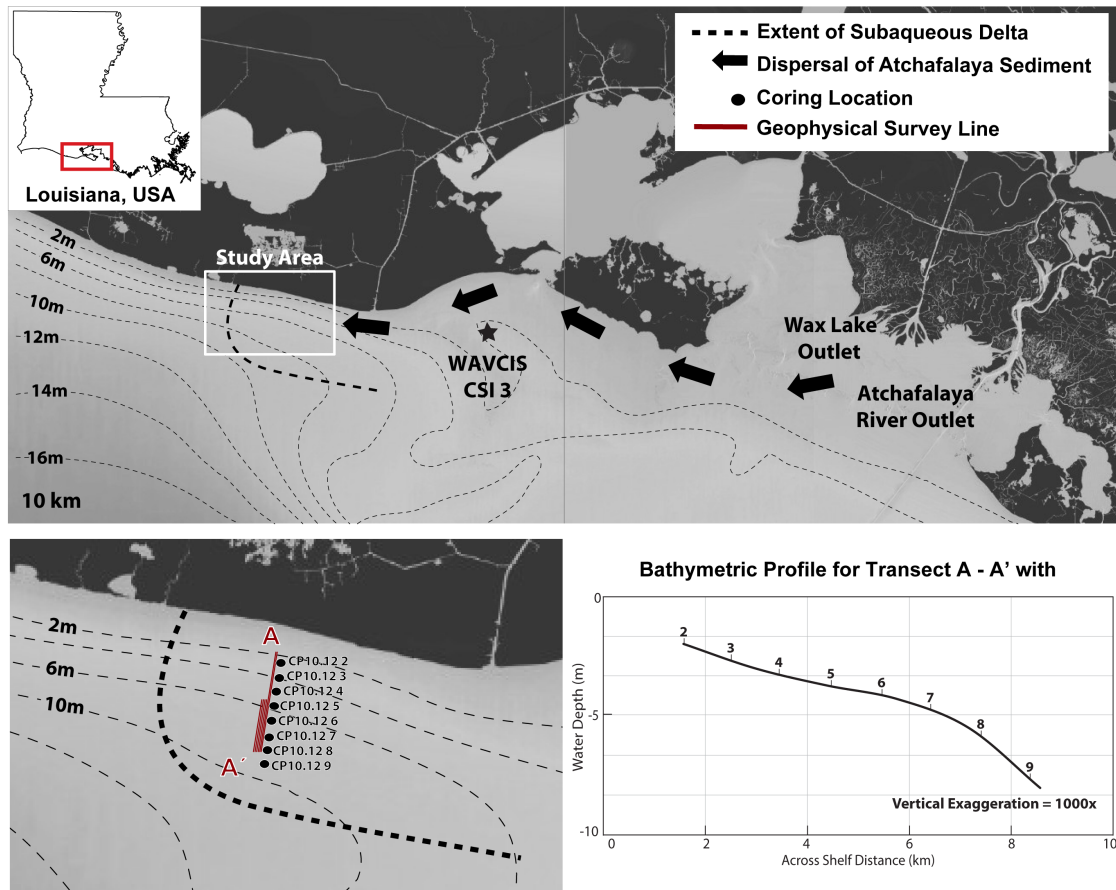 Louisiana, USA
Extent of Subaqueous Delta
Dispersal of Atchafalaya Sediment
Coring Location
Geophysical Survey Line
2m
6m
10m
12m
14m
16m
10 km
Study Area
WAVCIS
CSI 3
Wax Lake
Outlet
Atchafalaya
River Outlet
2m
6m
10m
A
CP10.12 2
CP10.12 3
CP10.12 4
CP10.12 5
CP10.12 6
CP10.12 7
CP10.12 8
CP10.12 9
A´
Bathymetric Profile for Transect A - A’ with
Water Depth (m)
0
-5
-10
2
3
4
5
6
7
8
9
Vertical Exaggeration = 1000x
0 2 4 6 8 10
Across Shelf Distance (km)